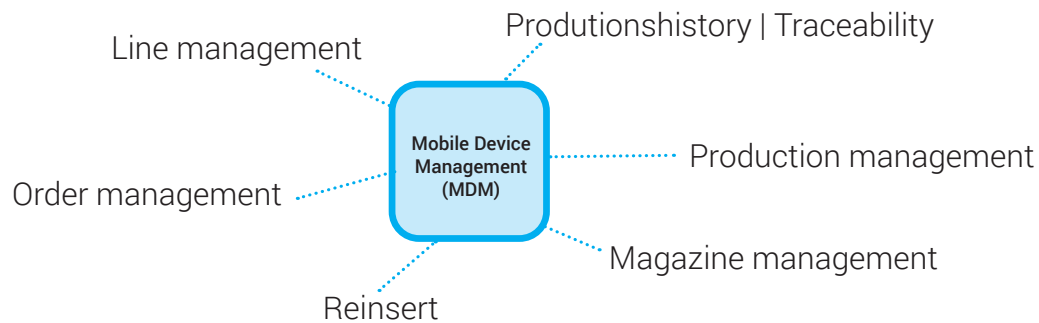 Produtionshistory | Traceability
Line management
Mobile Device
Management
(MDM)
Production management
Order management
Magazine management
Reinsert